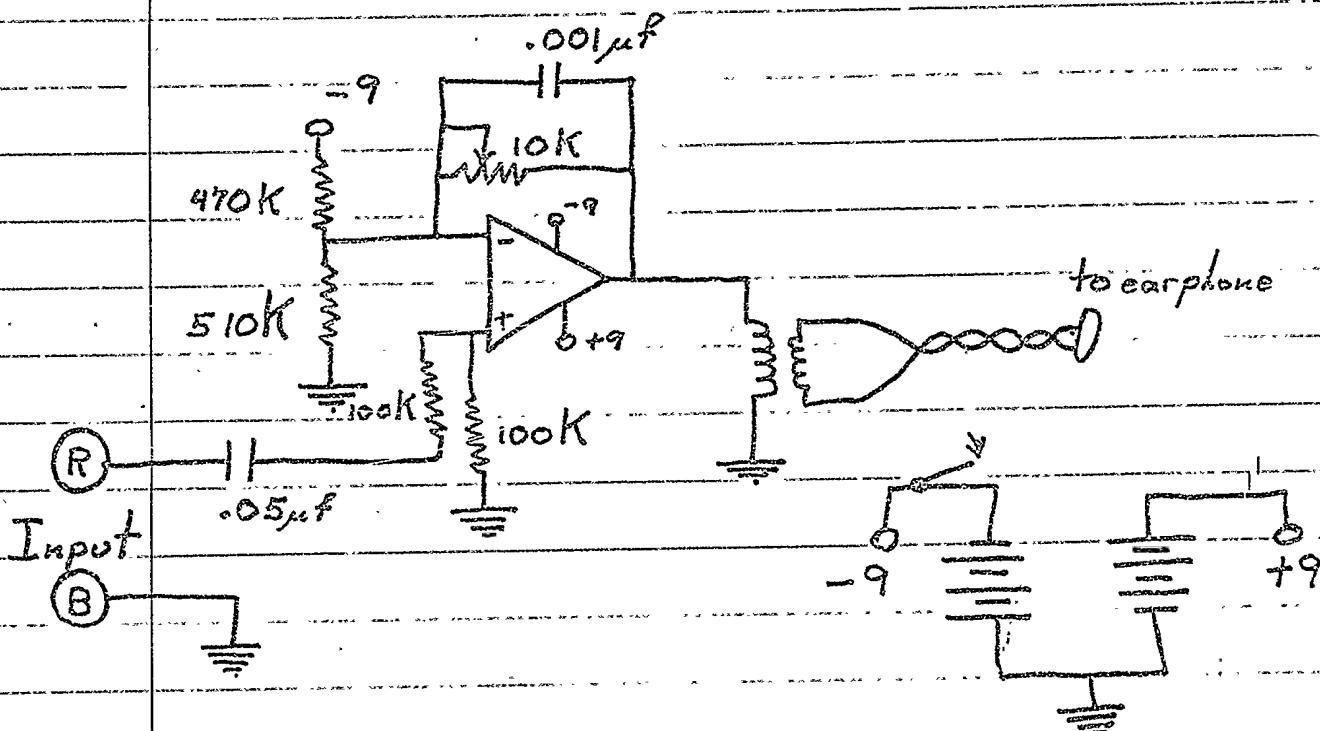 .001µf
-9
10K
470K
-9
-
510K
+
+9
to earphone
100K
100K
R
.05µf
Input
B
-9
+9